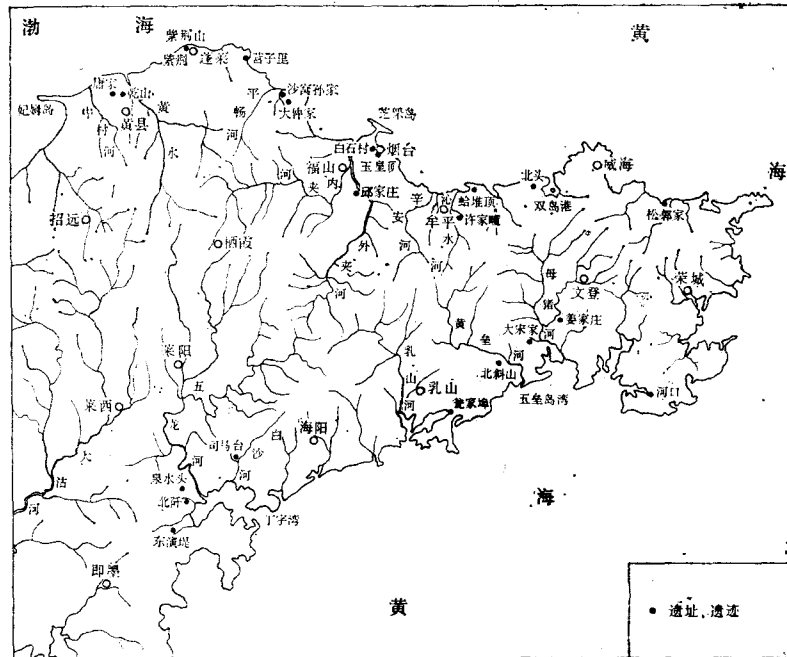 渤 海
黄
紫荆山
紫荆 蓬莱
营子里
唐家 乾山
黄县
妃姆岛
中村河
黄水河
平畅河
沙窝孙家
大仲家
芝罘岛
白石村
烟台
玉皇顶
福山
邱家庄
内夹河
外夹河
招远
栖霞
辛安河
牟平
沁水河
蛤堆顶
许家疃
北头
双岛港
威海
海
松郭家
荣城
母猪河
文登
姜家庄
大宋家
黄垒河
北斜山
五垒岛湾
河口
乳山河
乳山
莱阳
五龙河
莱西
大沽河
司马台
白沙河
海阳
泉水头
北阡
丁字湾
东演堤
即墨
海
黄
遗址、遗迹